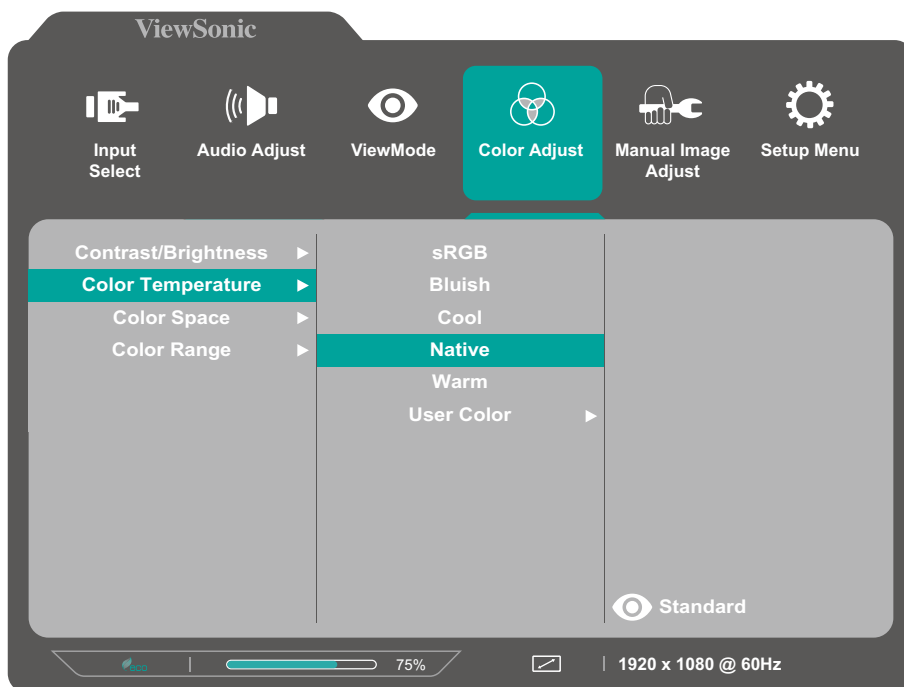 ViewSonic
Input
Select
Audio Adjust
ViewMode
Color Adjust
Manual Image
Adjust
Setup Menu
Contrast/Brightness
Color Temperature
Color Space
Color Range
sRGB
Bluish
Cool
Native
Warm
User Color
Standard
eco
75%
1920 x 1080 @ 60Hz